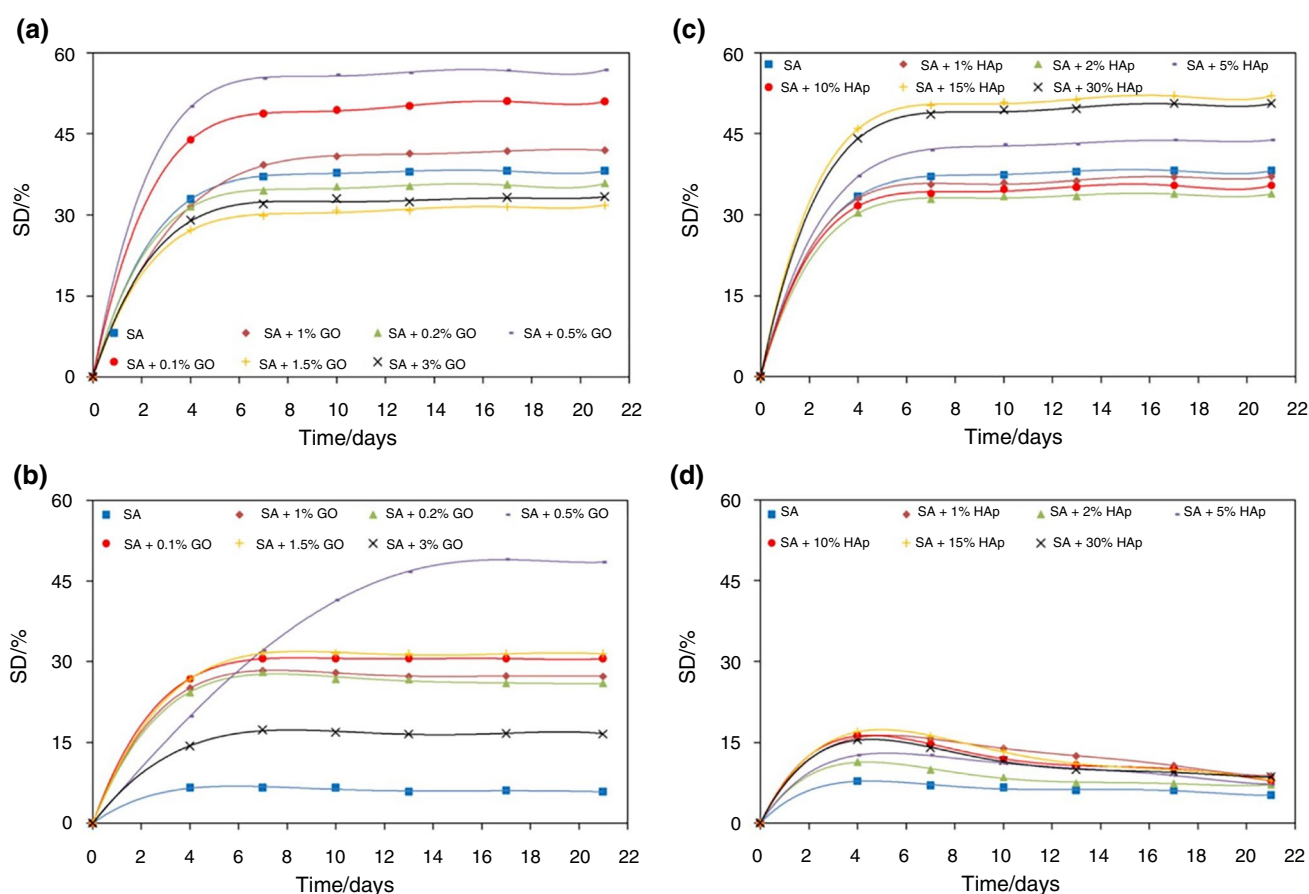 (a)
60
45
30
15
0
SD/%
SA
SA + 1% GO
SA + 0.2% GO
SA + 0.5% GO
SA + 0.1% GO
SA + 1.5% GO
SA + 3% GO
0 2 4 6 8 10 12 14 16 18 20 22
Time/days
(b)
60
45
30
15
0
SD/%
SA
SA + 1% GO
SA + 0.2% GO
SA + 0.5% GO
SA + 0.1% GO
SA + 1.5% GO
SA + 3% GO
0 2 4 6 8 10 12 14 16 18 20 22
Time/days
(c)
60
45
30
15
0
SD/%
SA
SA + 1% HAp
SA + 2% HAp
SA + 5% HAp
SA + 10% HAp
SA + 15% HAp
SA + 30% HAp
0 2 4 6 8 10 12 14 16 18 20 22
Time/days
(d)
60
45
30
15
0
SD/%
SA
SA + 1% HAp
SA + 2% HAp
SA + 5% HAp
SA + 10% HAp
SA + 15% HAp
SA + 30% HAp
0 2 4 6 8 10 12 14 16 18 20 22
Time/days